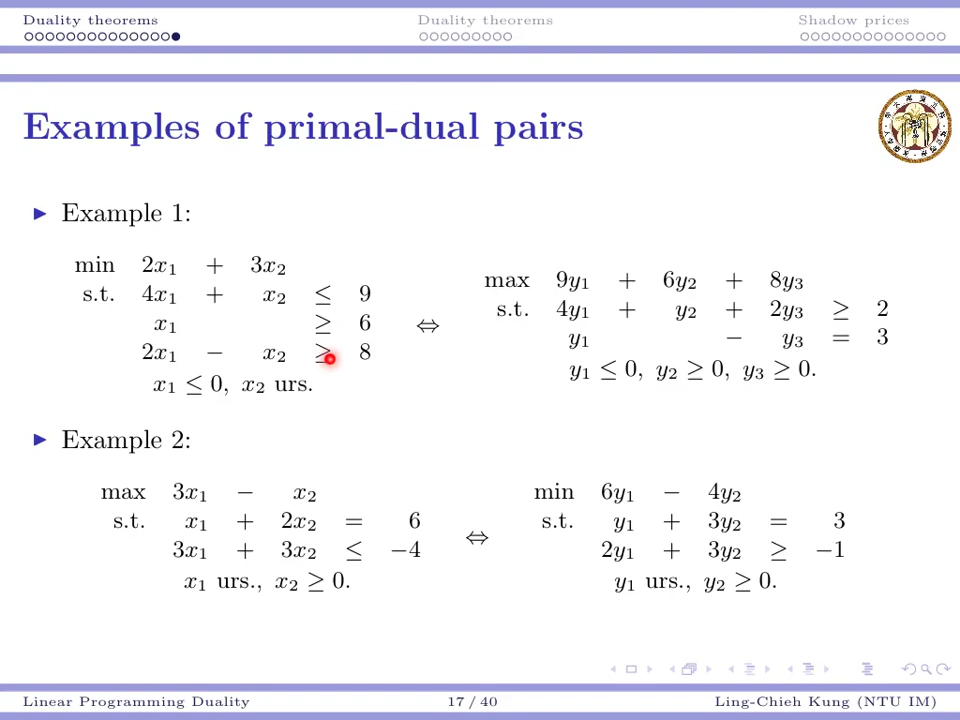 Duality theorems Duality theorems Shadow prices
Examples of primal-dual pairs
▶ Example 1:
min 2x₁ + 3x₂
s.t. 4x₁ + x₂ ≤ 9
x₁ ≥ 6
2x₁ − x₂ ≥ 8
x₁ ≤ 0, x₂ urs.
⇔
max 9y₁ + 6y₂ + 8y₃
s.t. 4y₁ + y₂ + 2y₃ ≥ 2
y₁ − y₃ = 3
y₁ ≤ 0, y₂ ≥ 0, y₃ ≥ 0.
▶ Example 2:
max 3x₁ − x₂
s.t. x₁ + 2x₂ = 6
3x₁ + 3x₂ ≤ −4
x₁ urs., x₂ ≥ 0.
⇔
min 6y₁ − 4y₂
s.t. y₁ + 3y₂ = 3
2y₁ + 3y₂ ≥ −1
y₁ urs., y₂ ≥ 0.
Linear Programming Duality 17 / 40 Ling-Chieh Kung (NTU IM)